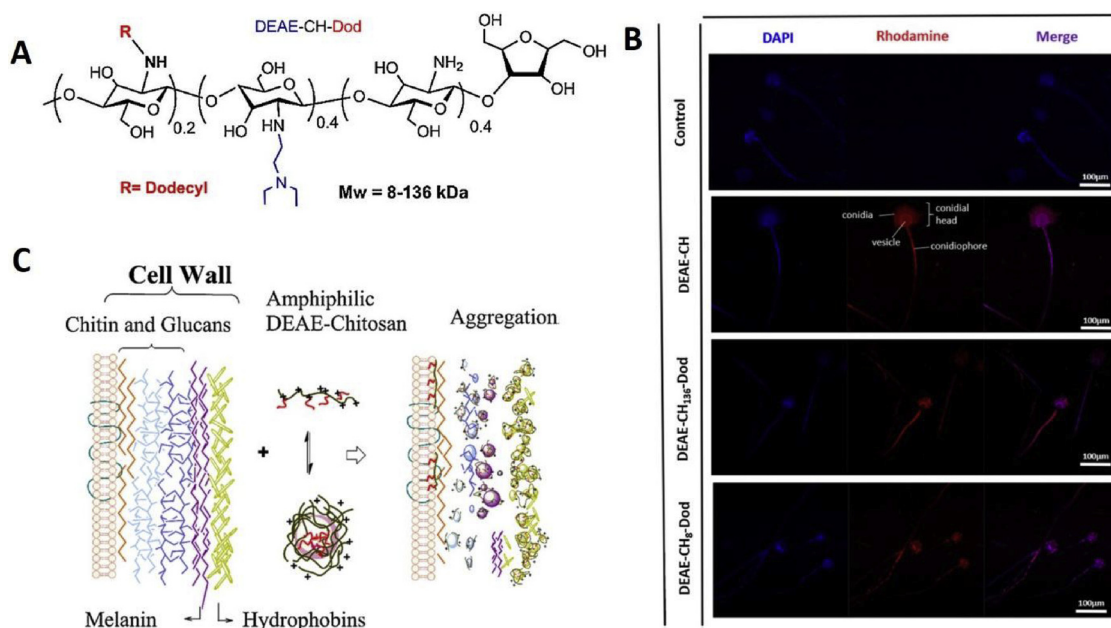 A
R
DEAE-CH-Dod
OH
NH
HO
O
OH
0.2
O
OH
O
HO
HN
N
0.4
NH₂
O
HO
OH
0.4
HO
O
OH
O
OH
R= Dodecyl
Mw = 8-136 kDa
B
DAPI
Rhodamine
Merge
Control
100µm
DEAE-CH
conidia
vesicle
conidial
head
conidiophore
100µm
DEAE-CH₁₃₆-Dod
100µm
DEAE-CH₈-Dod
100µm
C
Cell Wall
Chitin and Glucans
Amphiphilic
DEAE-Chitosan
Aggregation
+
Melanin
Hydrophobins